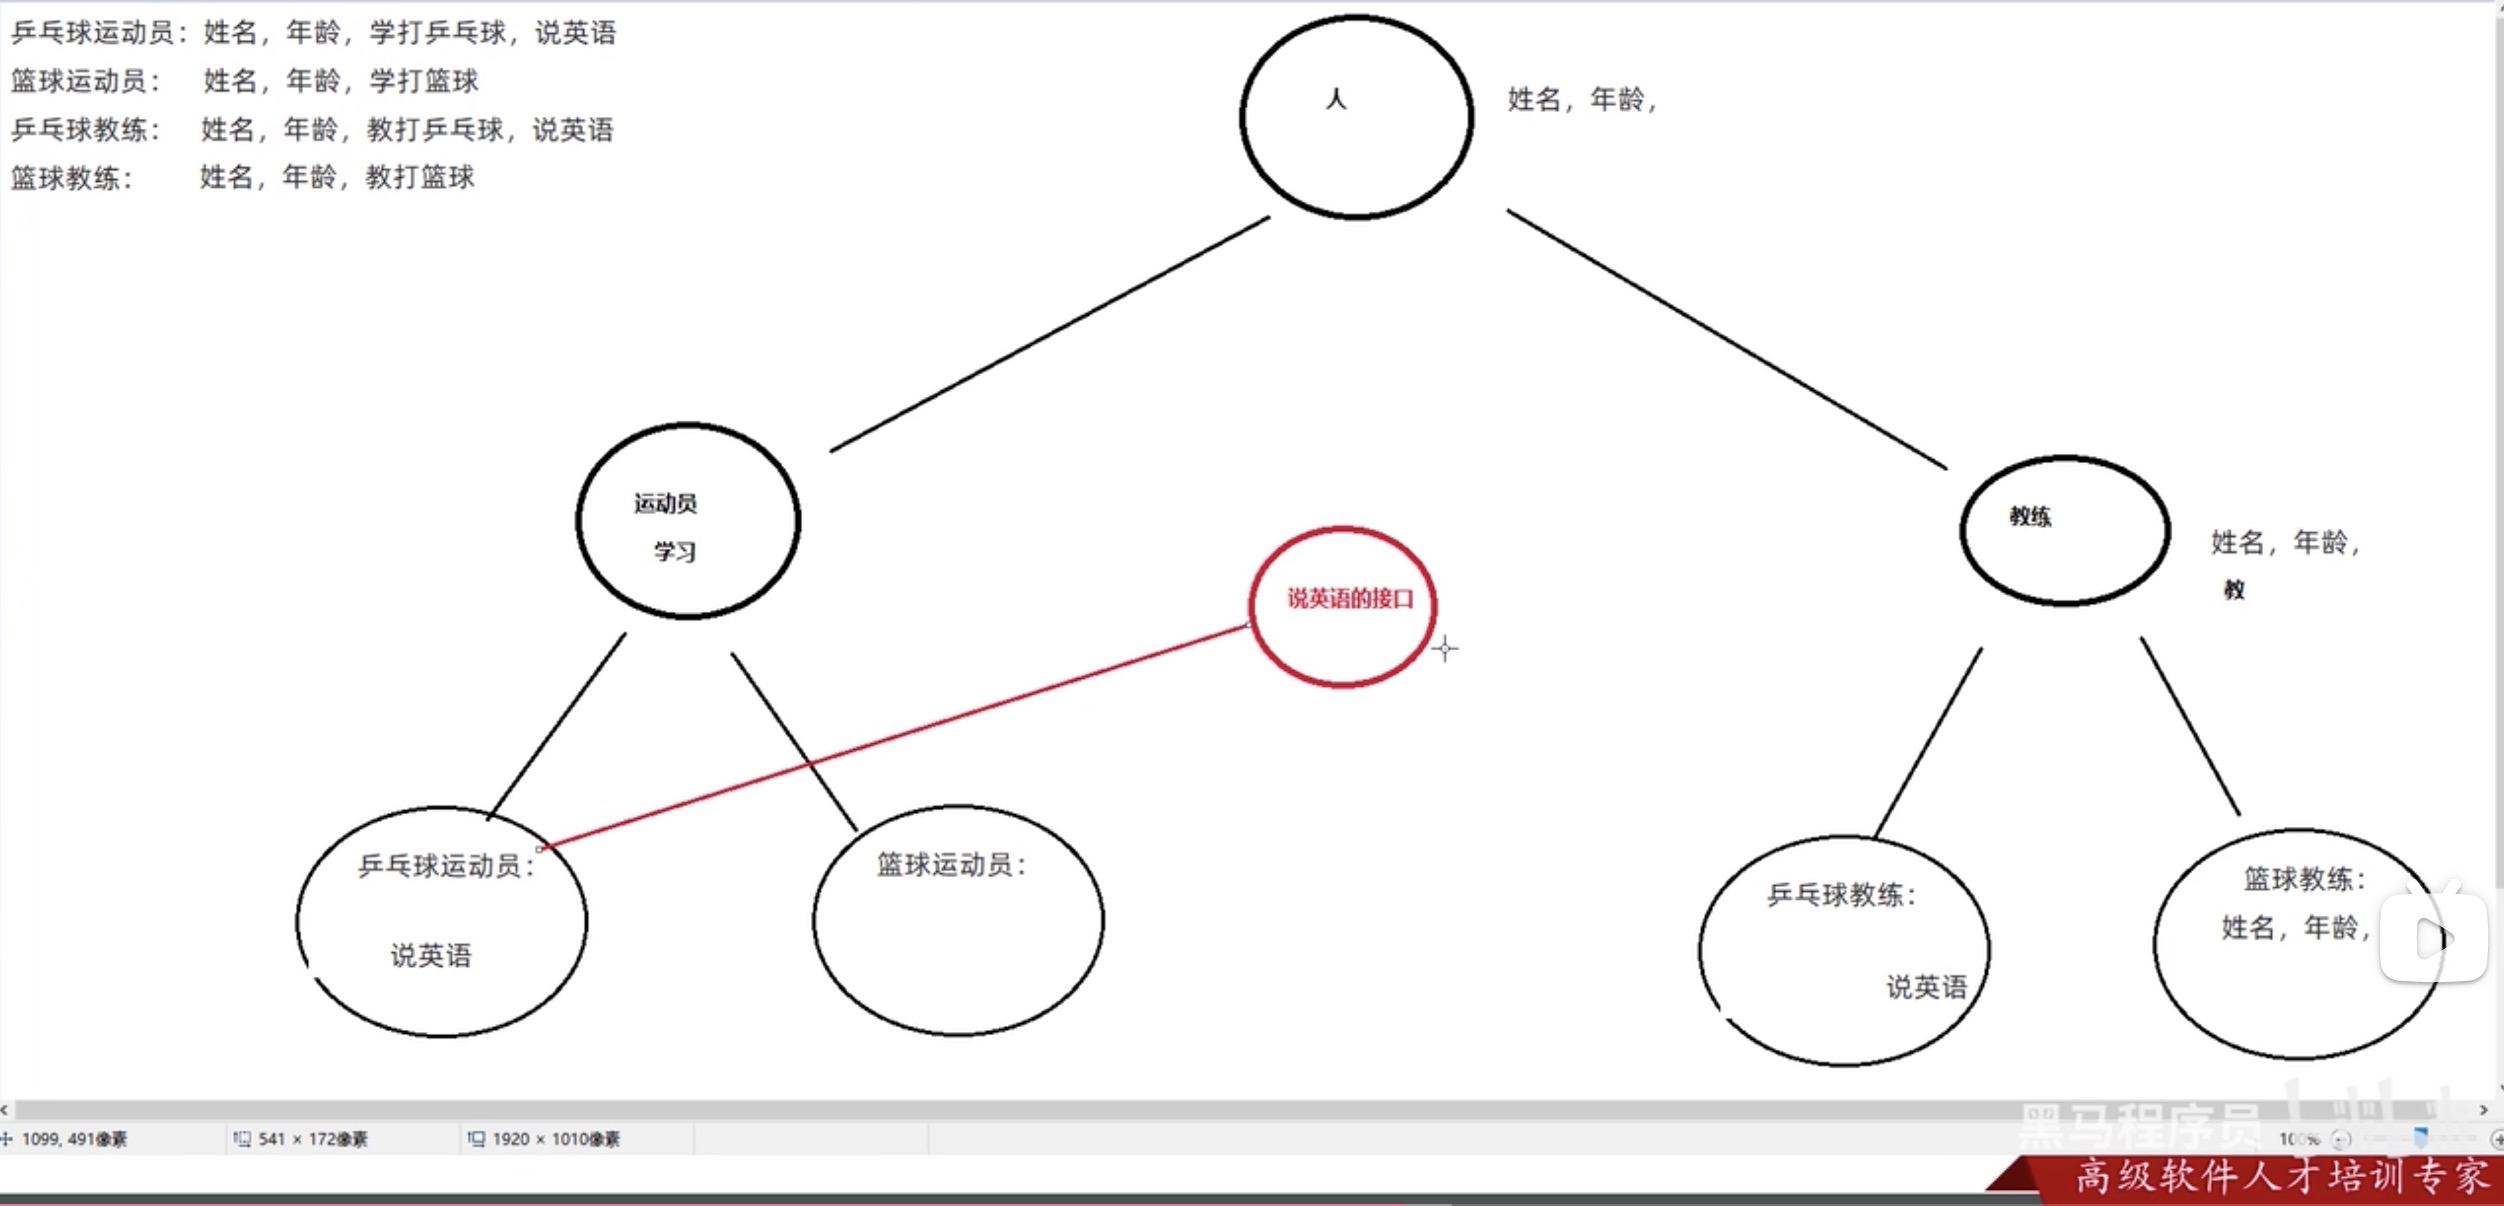 乒乓球运动员：姓名，年龄，学打乒乓球，说英语
篮球运动员： 姓名，年龄，学打篮球
乒乓球教练： 姓名，年龄，教打乒乓球，说英语
篮球教练： 姓名，年龄，教打篮球
人
姓名，年龄，
运动员
学习
教练
姓名，年龄，
教
说英语的接口
乒乓球运动员：
说英语
篮球运动员：
乒乓球教练：
说英语
篮球教练：
姓名，年龄，
1099, 491像素
541 × 172像素
1920 × 1010像素
100%
黑马程序员
高级软件人才培训专家